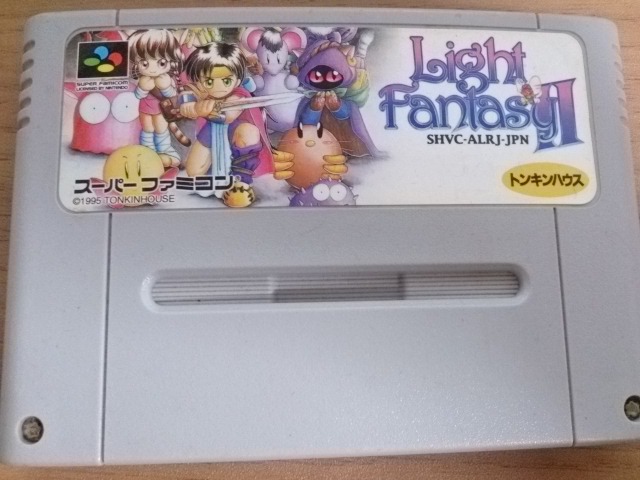 SUPER FAMICOM
LICENSED BY NINTENDO
Light
Fantasy II
SHVC-ALRJ-JPN
スーパーファミコン
トンキンハウス
©1995 TONKINHOUSE